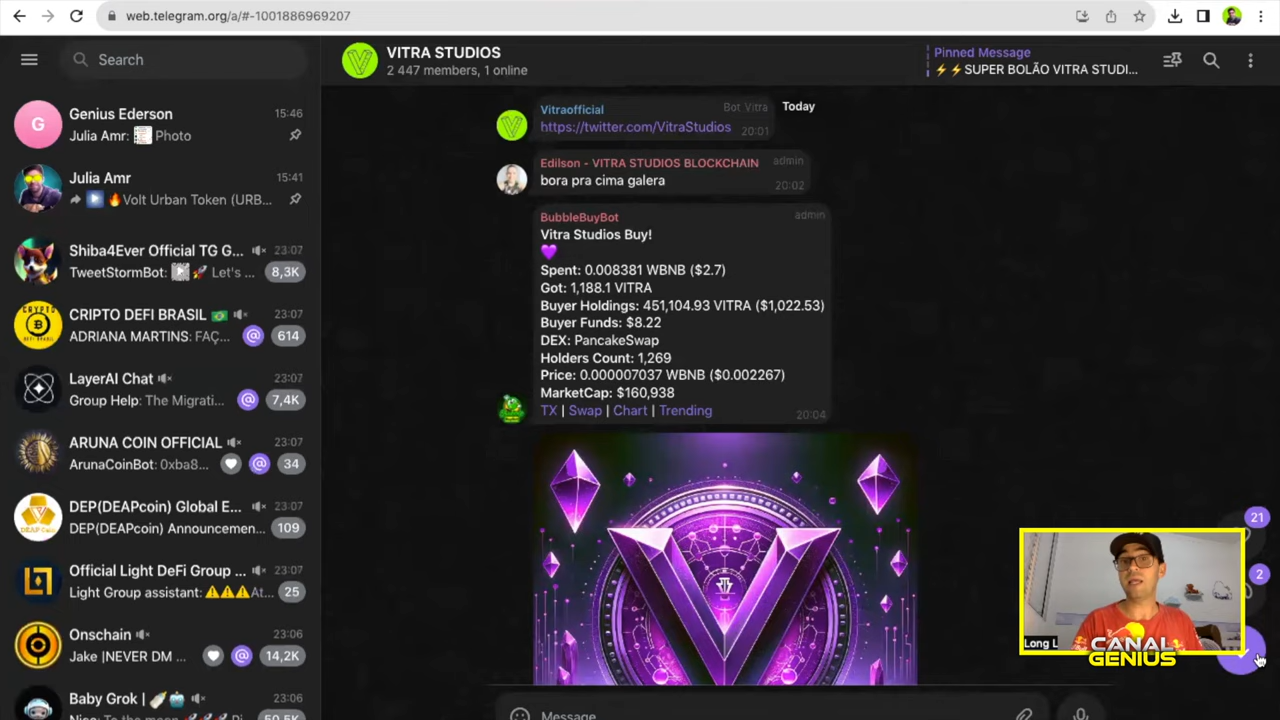 web.telegram.org/a/#-1001886969207
Search
VITRA STUDIOS
2 447 members, 1 online
Pinned Message
⚡⚡SUPER BOLÃO VITRA STUDI...
G
Genius Ederson
15:46
Julia Amr: Photo
Julia Amr
15:41
🔥Volt Urban Token (URB...
Shiba4Ever Official TG G...
23:07
TweetStormBot: 🚀 Let's ...
8,3K
CRIPTO DEFI BRASIL 🇧🇷
23:07
ADRIANA MARTINS: FAÇ...
@ 614
LayerAI Chat
23:07
Group Help: The Migrati...
@ 7,4K
ARUNA COIN OFFICIAL
23:07
ArunaCoinBot: 0xba8...
@ 34
DEP(DEAPcoin) Global E...
23:07
DEP(DEAPcoin) Announcemen...
109
Official Light DeFi Group ...
23:07
Light Group assistant: ⚠️⚠️⚠️At...
25
Onschain
23:06
Jake |NEVER DM ...
@ 14,2K
Baby Grok | 🍼🤖
23:06
Today
Vitraofficial
Bot Vitra
https://twitter.com/VitraStudios
20:01
Edilson - VITRA STUDIOS BLOCKCHAIN
admin
bora pra cima galera
20:02
BubbleBuyBot
admin
Vitra Studios Buy!
💜
Spent: 0.008381 WBNB ($2.7)
Got: 1,188.1 VITRA
Buyer Holdings: 451,104.93 VITRA ($1,022.53)
Buyer Funds: $8.22
DEX: PancakeSwap
Holders Count: 1,269
Price: 0.000007037 WBNB ($0.002267)
MarketCap: $160,938
TX | Swap | Chart | Trending
20:04
V
21
2
Long L
CANAL
GENIUS
Message